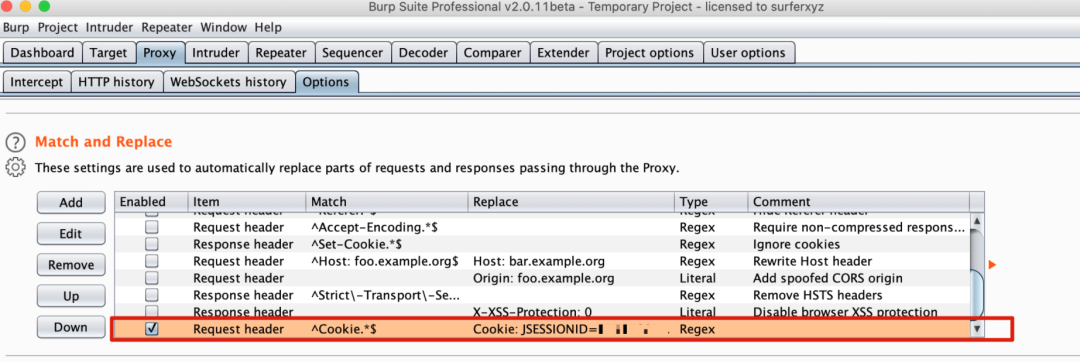 Burp Suite Professional v2.0.11beta - Temporary Project - licensed to surferxyz
Burp Project Intruder Repeater Window Help
Dashboard Target Proxy Intruder Repeater Sequencer Decoder Comparer Extender Project options User options
Intercept HTTP history WebSockets history Options
? Match and Replace
These settings are used to automatically replace parts of requests and responses passing through the Proxy.
Add Enabled Item Match Replace Type Comment
Request header ^Referer.*$ Regex Hide Referer header
Request header ^Accept-Encoding.*$ Regex Require non-compressed respons...
Edit Response header ^Set-Cookie.*$ Regex Ignore cookies
Remove Request header ^Host: foo.example.org$ Host: bar.example.org Regex Rewrite Host header
Request header Origin: foo.example.org Literal Add spoofed CORS origin
Up Response header ^Strict\-Transport\-Se... Regex Remove HSTS headers
Response header X-XSS-Protection: 0 Literal Disable browser XSS protection
Down Request header ^Cookie.*$ Cookie: JSESSIONID= Regex